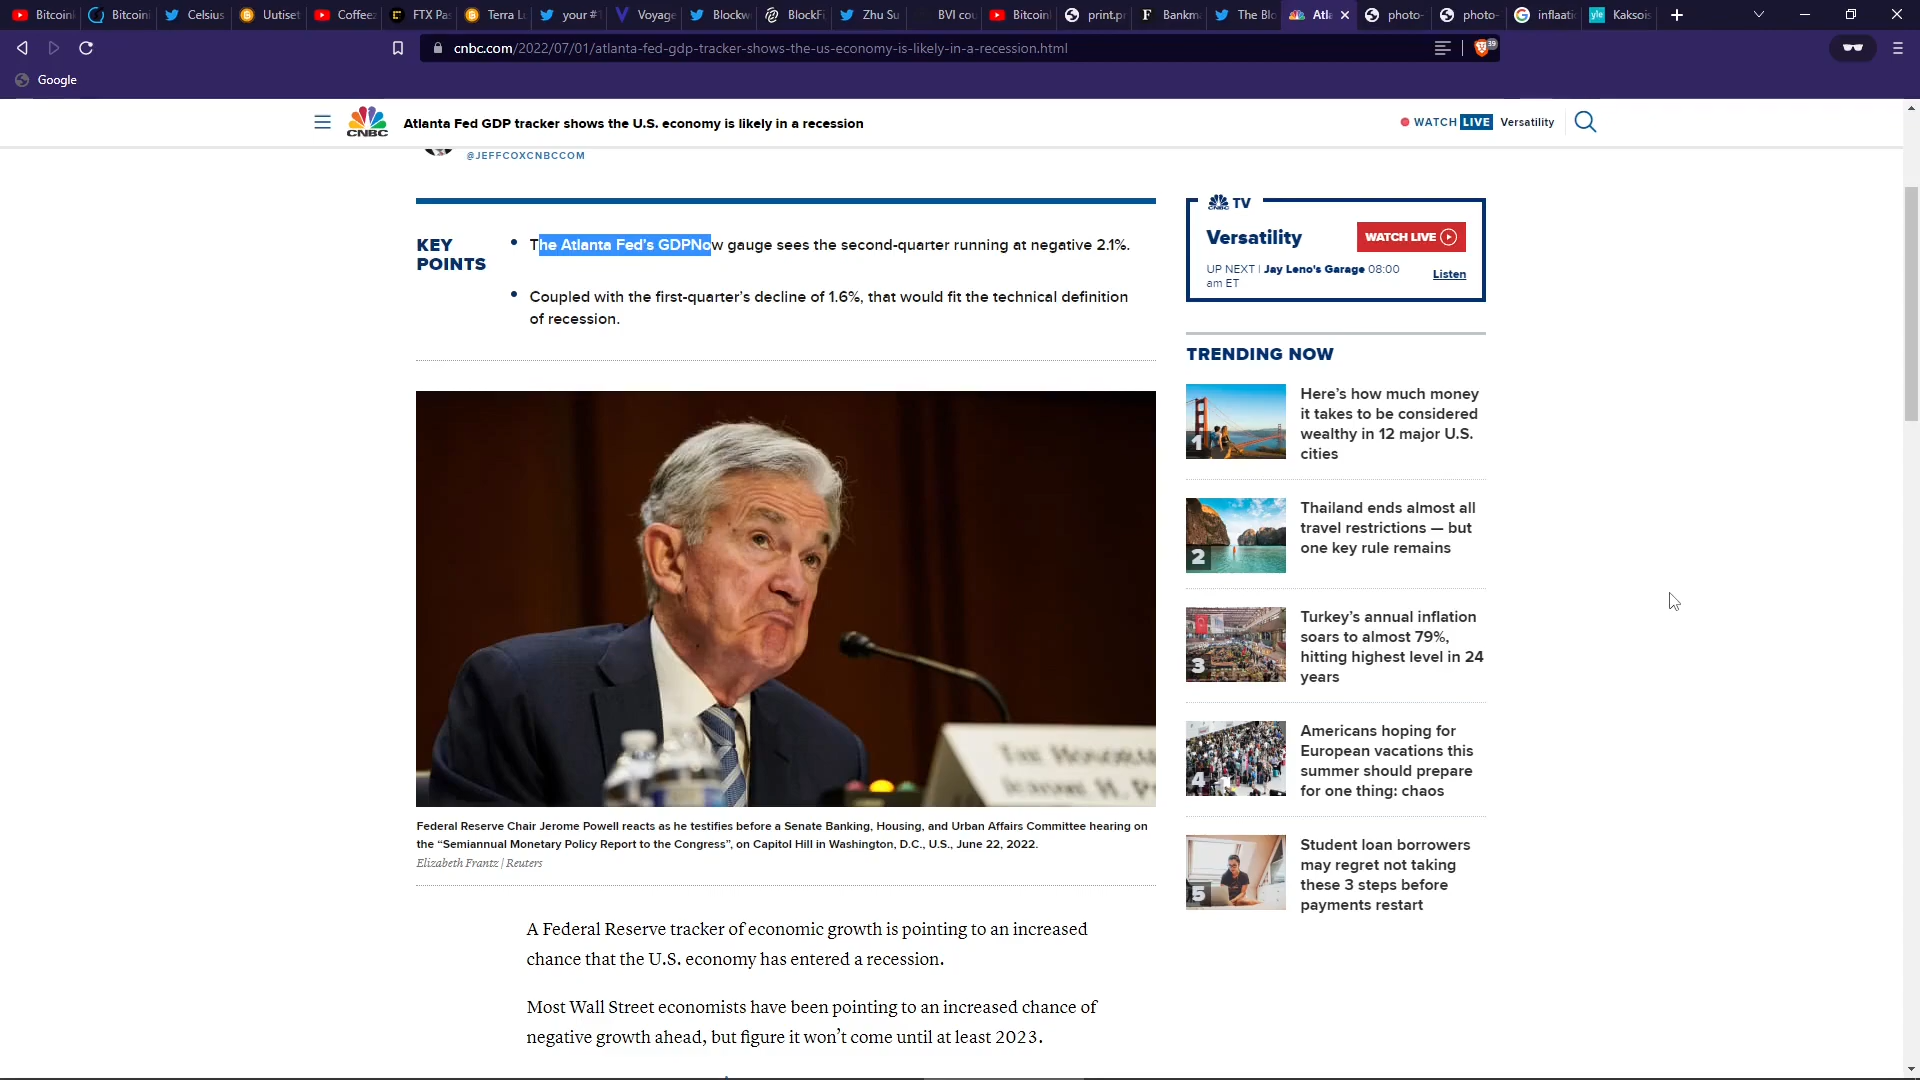 Bitcoin
Bitcoin
Celsius
Uutiset
Coffeez
FTX Pa
Terra L
your #
Voyage
Blockw
BlockFi
Zhu Su
BVI cou
Bitcoin
print.p
Bankm
The Blo
Atla
photo-
photo-
inflaati
Kaksois
cnbc.com/2022/07/01/atlanta-fed-gdp-tracker-shows-the-us-economy-is-likely-in-a-recession.html
39
Google
CNBC
Atlanta Fed GDP tracker shows the U.S. economy is likely in a recession
WATCH LIVE Versatility
@JEFFCOXCNBCCOM
KEY
POINTS
The Atlanta Fed’s GDPNow gauge sees the second-quarter running at negative 2.1%.
Coupled with the first-quarter’s decline of 1.6%, that would fit the technical definition
of recession.
CNBC TV
Versatility
WATCH LIVE
UP NEXT | Jay Leno's Garage 08:00
am ET
Listen
TRENDING NOW
1
Here’s how much money
it takes to be considered
wealthy in 12 major U.S.
cities
2
Thailand ends almost all
travel restrictions — but
one key rule remains
3
Turkey’s annual inflation
soars to almost 79%,
hitting highest level in 24
years
4
Americans hoping for
European vacations this
summer should prepare
for one thing: chaos
5
Student loan borrowers
may regret not taking
these 3 steps before
payments restart
Federal Reserve Chair Jerome Powell reacts as he testifies before a Senate Banking, Housing, and Urban Affairs Committee hearing on
the “Semiannual Monetary Policy Report to the Congress”, on Capitol Hill in Washington, D.C., U.S., June 22, 2022.
Elizabeth Frantz | Reuters
A Federal Reserve tracker of economic growth is pointing to an increased
chance that the U.S. economy has entered a recession.
Most Wall Street economists have been pointing to an increased chance of
negative growth ahead, but figure it won’t come until at least 2023.